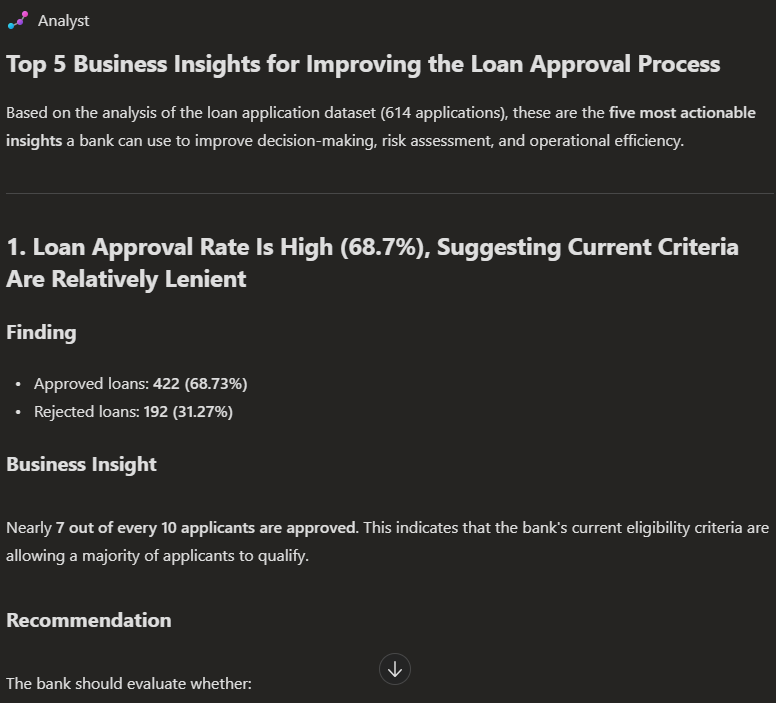 Analyst
Top 5 Business Insights for Improving the Loan Approval Process
Based on the analysis of the loan application dataset (614 applications), these are the five most actionable
insights a bank can use to improve decision-making, risk assessment, and operational efficiency.
1. Loan Approval Rate Is High (68.7%), Suggesting Current Criteria
Are Relatively Lenient
Finding
• Approved loans: 422 (68.73%)
• Rejected loans: 192 (31.27%)
Business Insight
Nearly 7 out of every 10 applicants are approved. This indicates that the bank's current eligibility criteria are
allowing a majority of applicants to qualify.
Recommendation
The bank should evaluate whether: